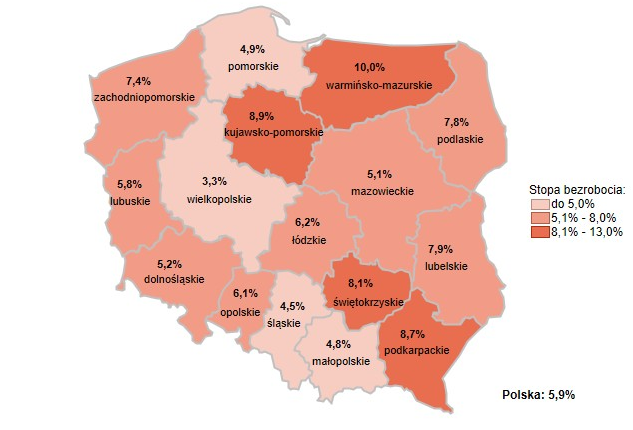 4,9%
pomorskie
10,0%
warmińsko-mazurskie
7,4%
zachodniopomorskie
8,9%
kujawsko-pomorskie
7,8%
podlaskie
5,8%
lubuskie
3,3%
wielkopolskie
5,1%
mazowieckie
Stopa bezrobocia:
do 5,0%
5,1% - 8,0%
8,1% - 13,0%
6,2%
łódzkie
7,9%
lubelskie
5,2%
dolnośląskie
6,1%
opolskie
4,5%
śląskie
8,1%
świętokrzyskie
4,8%
małopolskie
8,7%
podkarpackie
Polska: 5,9%